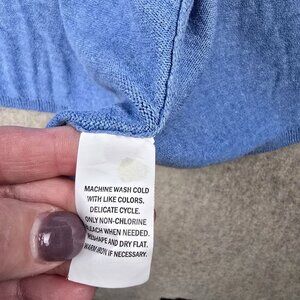 MACHINE WASH COLD
WITH LIKE COLORS.
DELICATE CYCLE.
ONLY NON-CHLORINE
BLEACH WHEN NEEDED.
RESHAPE AND DRY FLAT.
WARM IRON IF NECESSARY.